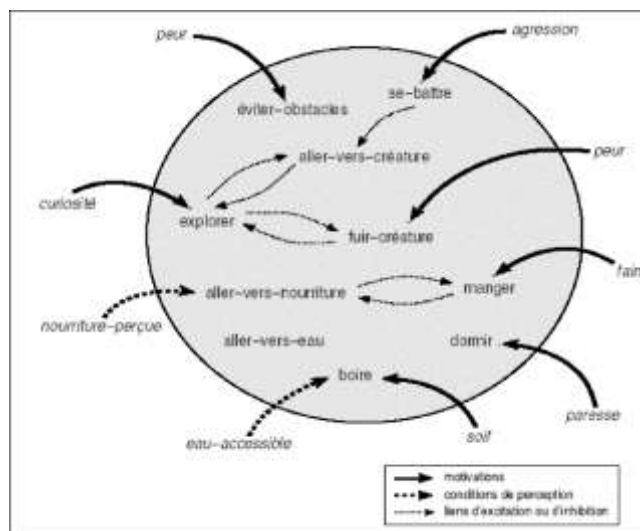 peur
agression
se-battre
éviter-obstacles
aller-vers-créature
peur
curiosité
explorer
fuir-créature
faim
manger
aller-vers-nourriture
nourriture-perçue
aller-vers-eau
dormir
boire
paresse
soif
eau-accessible
motivations
conditions de perception
liens d'excitation ou d'inhibition